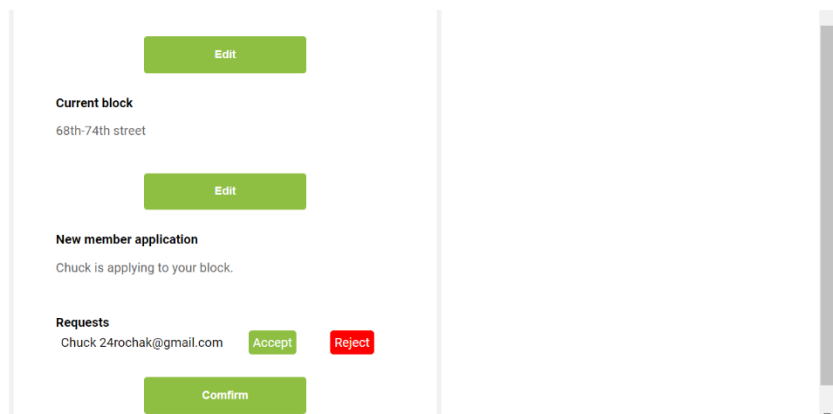 Edit
Current block
68th-74th street
Edit
New member application
Chuck is applying to your block.
Requests
Chuck 24rochak@gmail.com Accept Reject
Comfirm